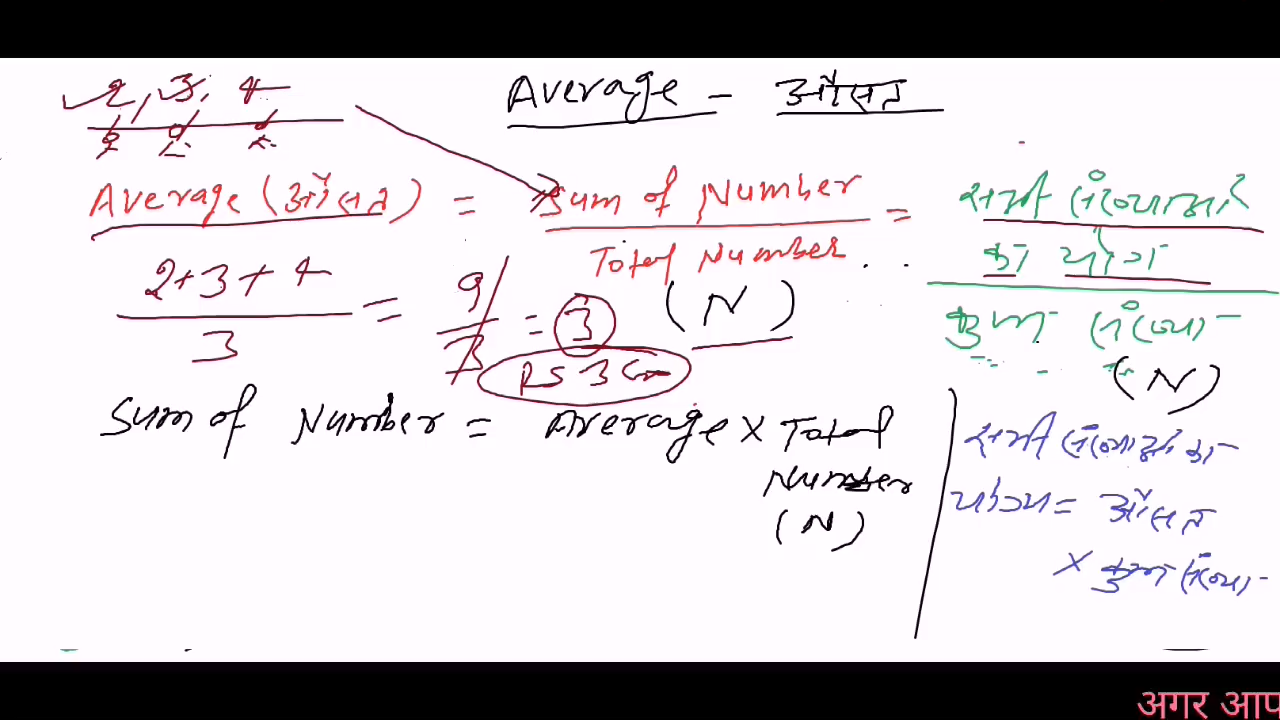 2, 3, 4
Average - औसत
Average (औसत) = Sum of Number / Total Number = सभी संख्याओं का योग / कुल संख्या
(N)
(N)
2+3+4 / 3 = 9/3 = 3
RS 3
Sum of Number = Average × Total Number (N)
सभी संख्याओं का
= औसत
× कुल संख्या
अगर आप